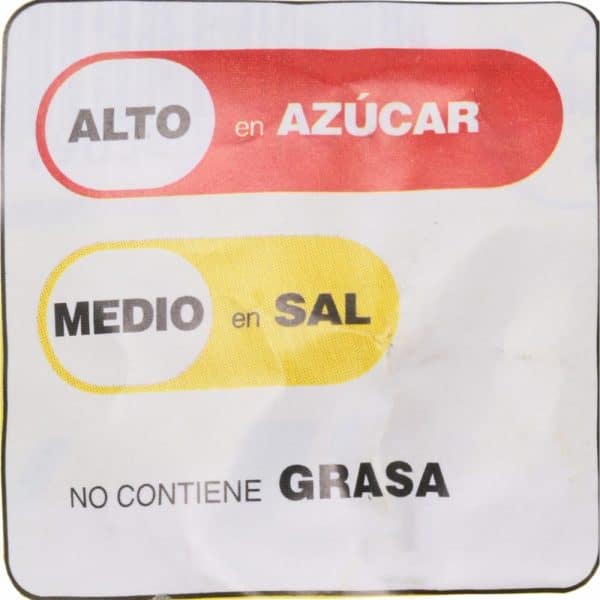 ALTO en AZÚCAR
MEDIO en SAL
NO CONTIENE GRASA